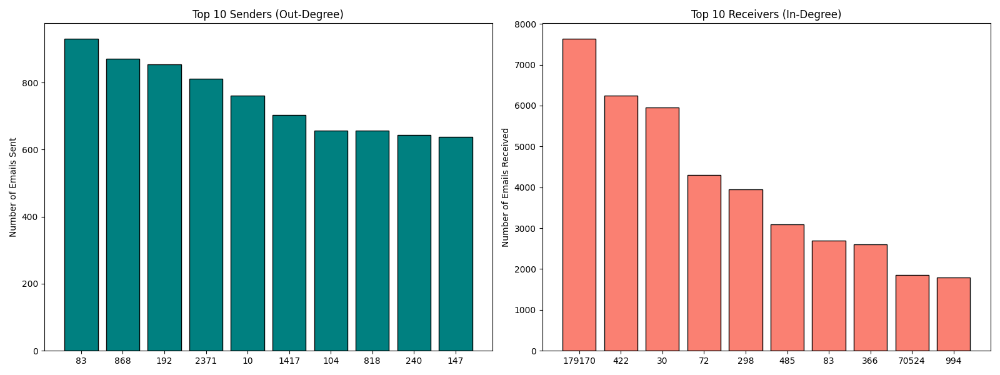 Top 10 Senders (Out-Degree)
Number of Emails Sent
800
600
400
200
0
83 868 192 2371 10 1417 104 818 240 147
Top 10 Receivers (In-Degree)
Number of Emails Received
8000
7000
6000
5000
4000
3000
2000
1000
0
179170 422 30 72 298 485 83 366 70524 994